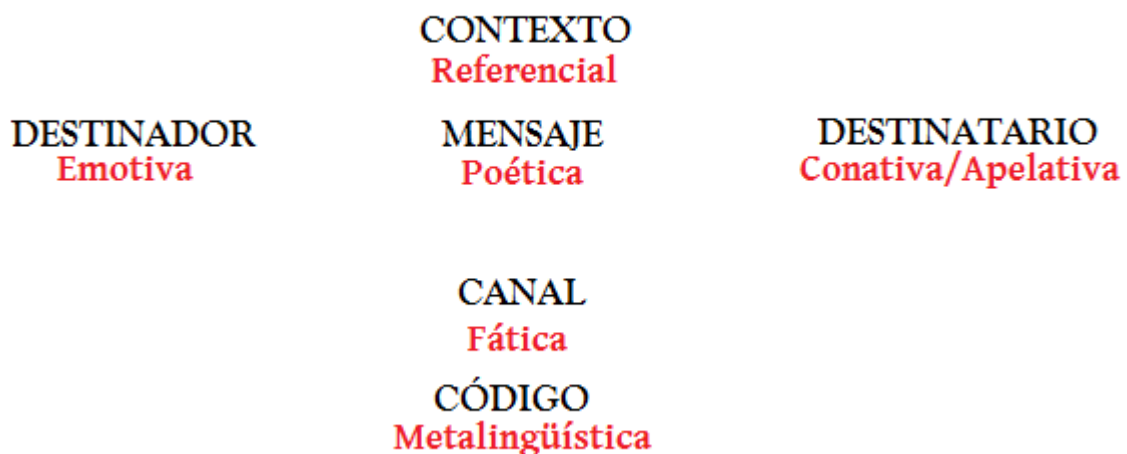 CONTEXTO
Referencial
DESTINADOR MENSAJE DESTINATARIO
Emotiva Poética Conativa/Apelativa
CANAL
Fática
CÓDIGO
Metalingüística